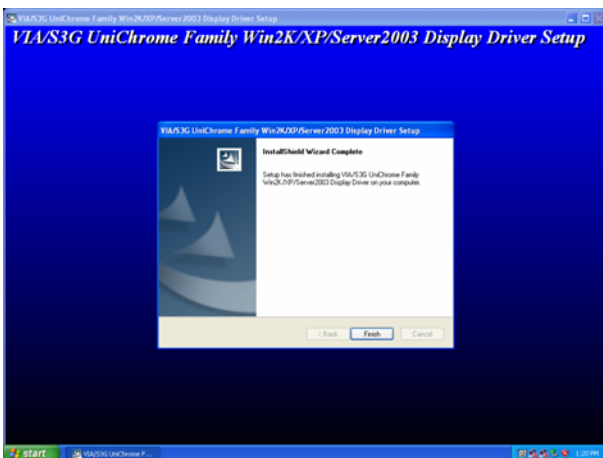 VIA/S3G UniChrome Family Win2K/XP/Server2003 Display Driver Setup
VIA/S3G UniChrome Family Win2K/XP/Server2003 Display Driver Setup
VIA/S3G UniChrome Family Win2K/XP/Server2003 Display Driver Setup
InstallShield Wizard Complete
Setup has finished installing VIA/S3G UniChrome Family
Win2K/XP/Server2003 Display Driver on your computer.
< Back
Finish
Cancel
start
VIA/S3G UniChrome F...
1:20 PM